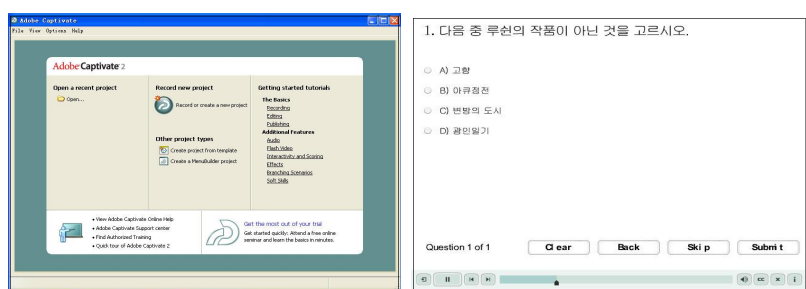 Adobe Captivate
File View Options Help
Adobe Captivate 2
Open a recent project
Open...
Record new project
Record or create a new project
Other project types
Create project from template
Create a MenuBuilder project
Getting started tutorials
The Basics
Recording
Editing
Publishing
Additional Features
Audio
Flash Video
Interactivity and Scoring
Effects
Branching Scenarios
Soft Skills
• View Adobe Captivate Online Help
• Adobe Captivate Support center
• Find Authorized Training
• Quick tour of Adobe Captivate 2
Get the most out of your trial
Get started quickly: Attend a free online
seminar and learn the basics in minutes.
1. 다음 중 루쉰의 작품이 아닌 것을 고르시오.
A) 고향
B) 아큐정전
C) 변방의 도시
D) 광인일기
Question 1 of 1
Clear
Back
Skip
Submit
cc